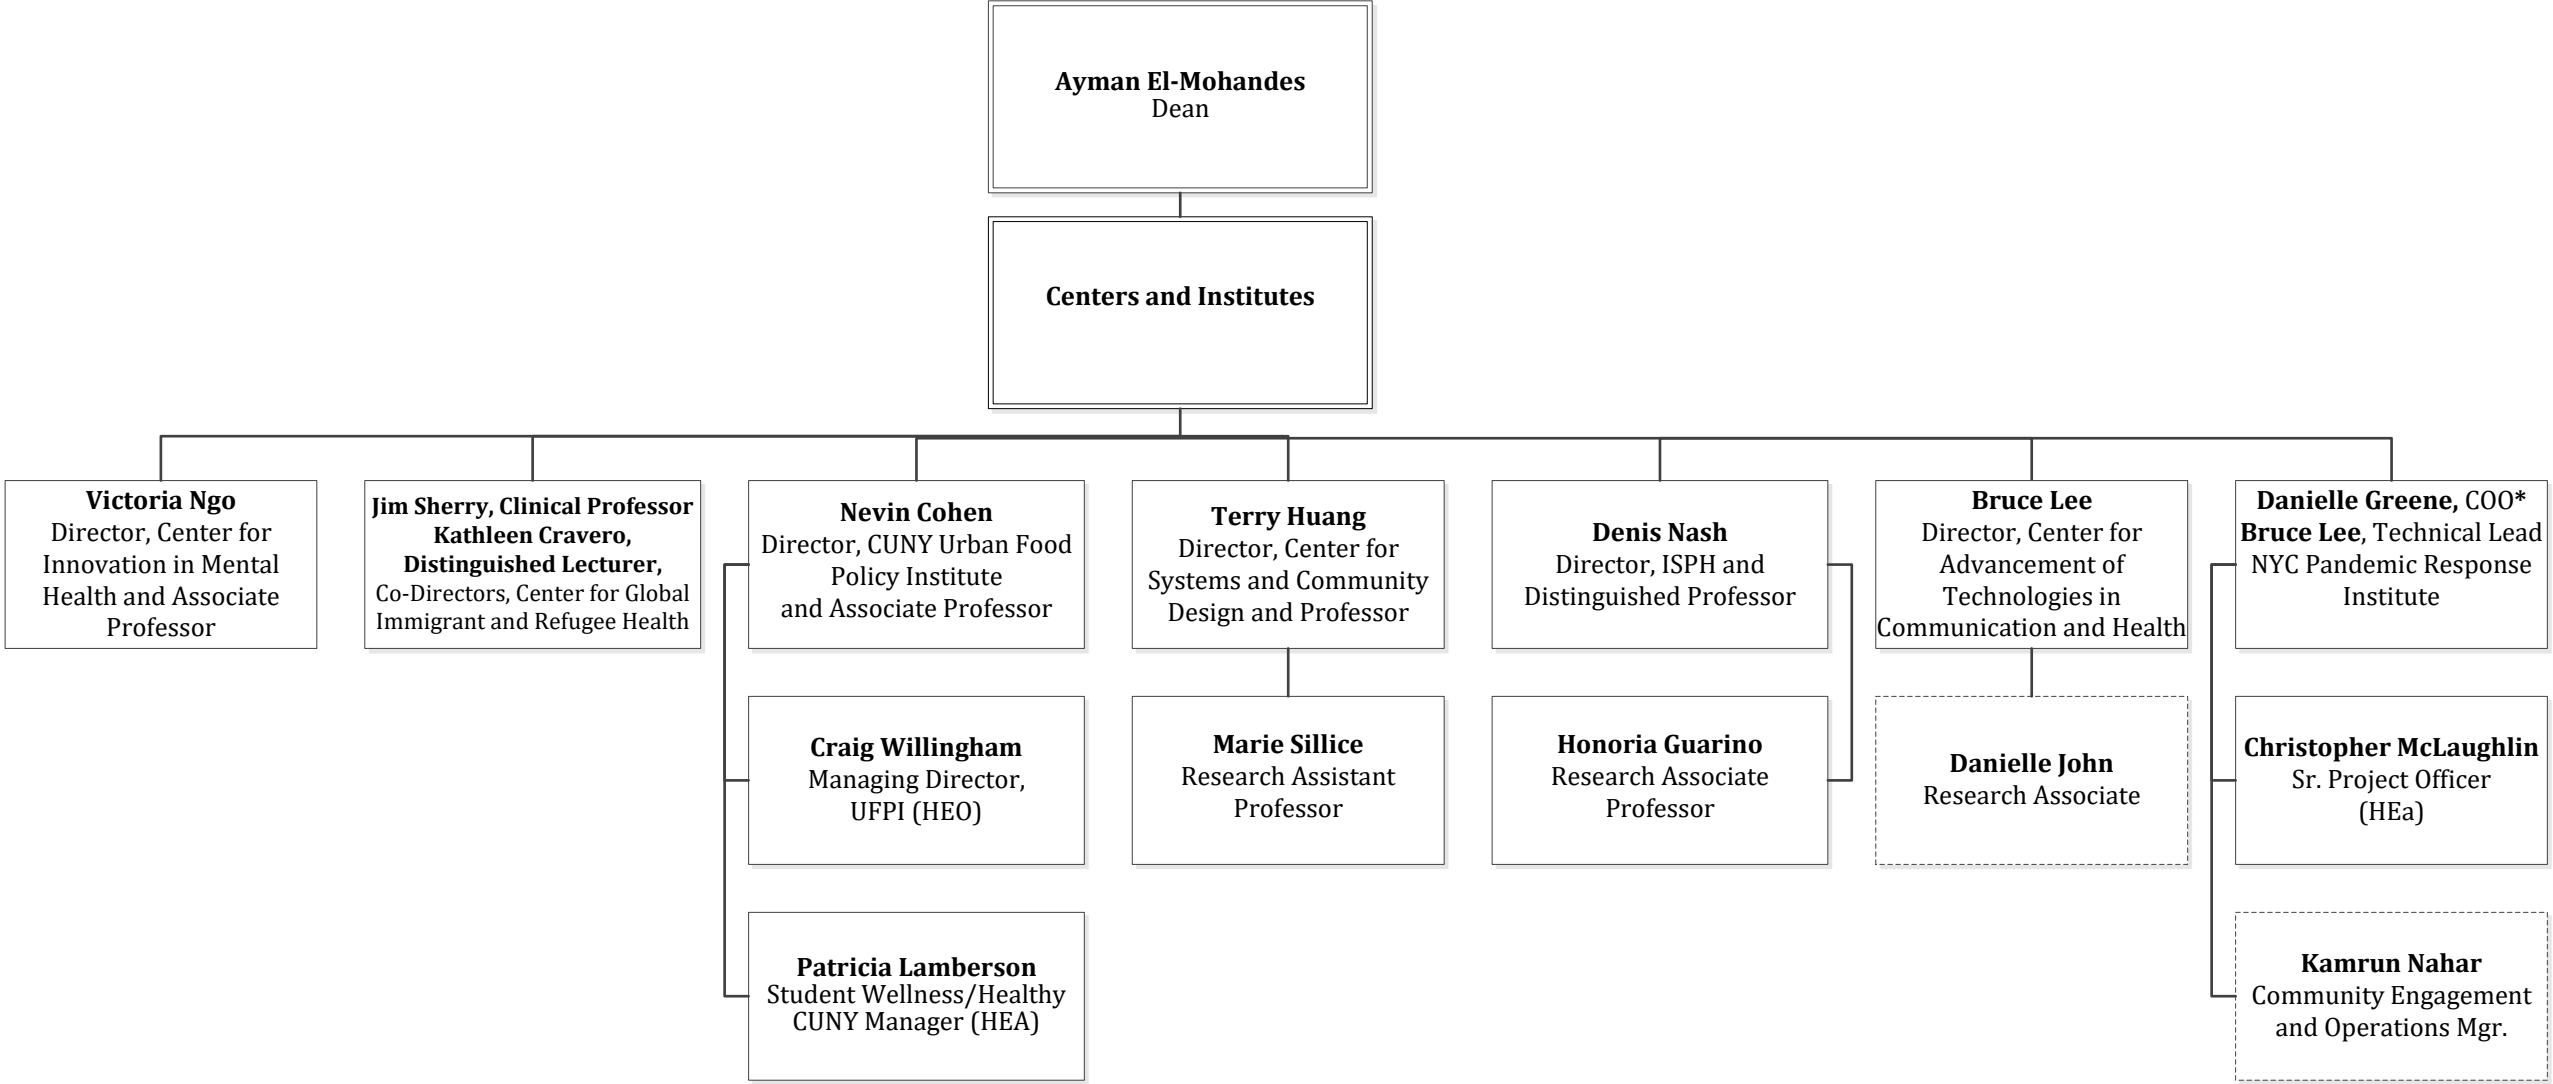 Ayman El-Mohandes
Dean
Centers and Institutes
Victoria Ngo
Director, Center for
Innovation in Mental
Health and Associate
Professor
Jim Sherry, Clinical Professor
Kathleen Cravero,
Distinguished Lecturer,
Co-Directors, Center for Global
Immigrant and Refugee Health
Nevin Cohen
Director, CUNY Urban Food
Policy Institute
and Associate Professor
Terry Huang
Director, Center for
Systems and Community
Design and Professor
Denis Nash
Director, ISPH and
Distinguished Professor
Bruce Lee
Director, Center for
Advancement of
Technologies in
Communication and Health
Danielle Greene, COO*
Bruce Lee, Technical Lead
NYC Pandemic Response
Institute
Craig Willingham
Managing Director,
UFPI (HEO)
Marie Sillice
Research Assistant
Professor
Honoria Guarino
Research Associate
Professor
Danielle John
Research Associate
Christopher McLaughlin
Sr. Project Officer
(HEa)
Patricia Lamberson
Student Wellness/Healthy
CUNY Manager (HEA)
Kamrun Nahar
Community Engagement
and Operations Mgr.